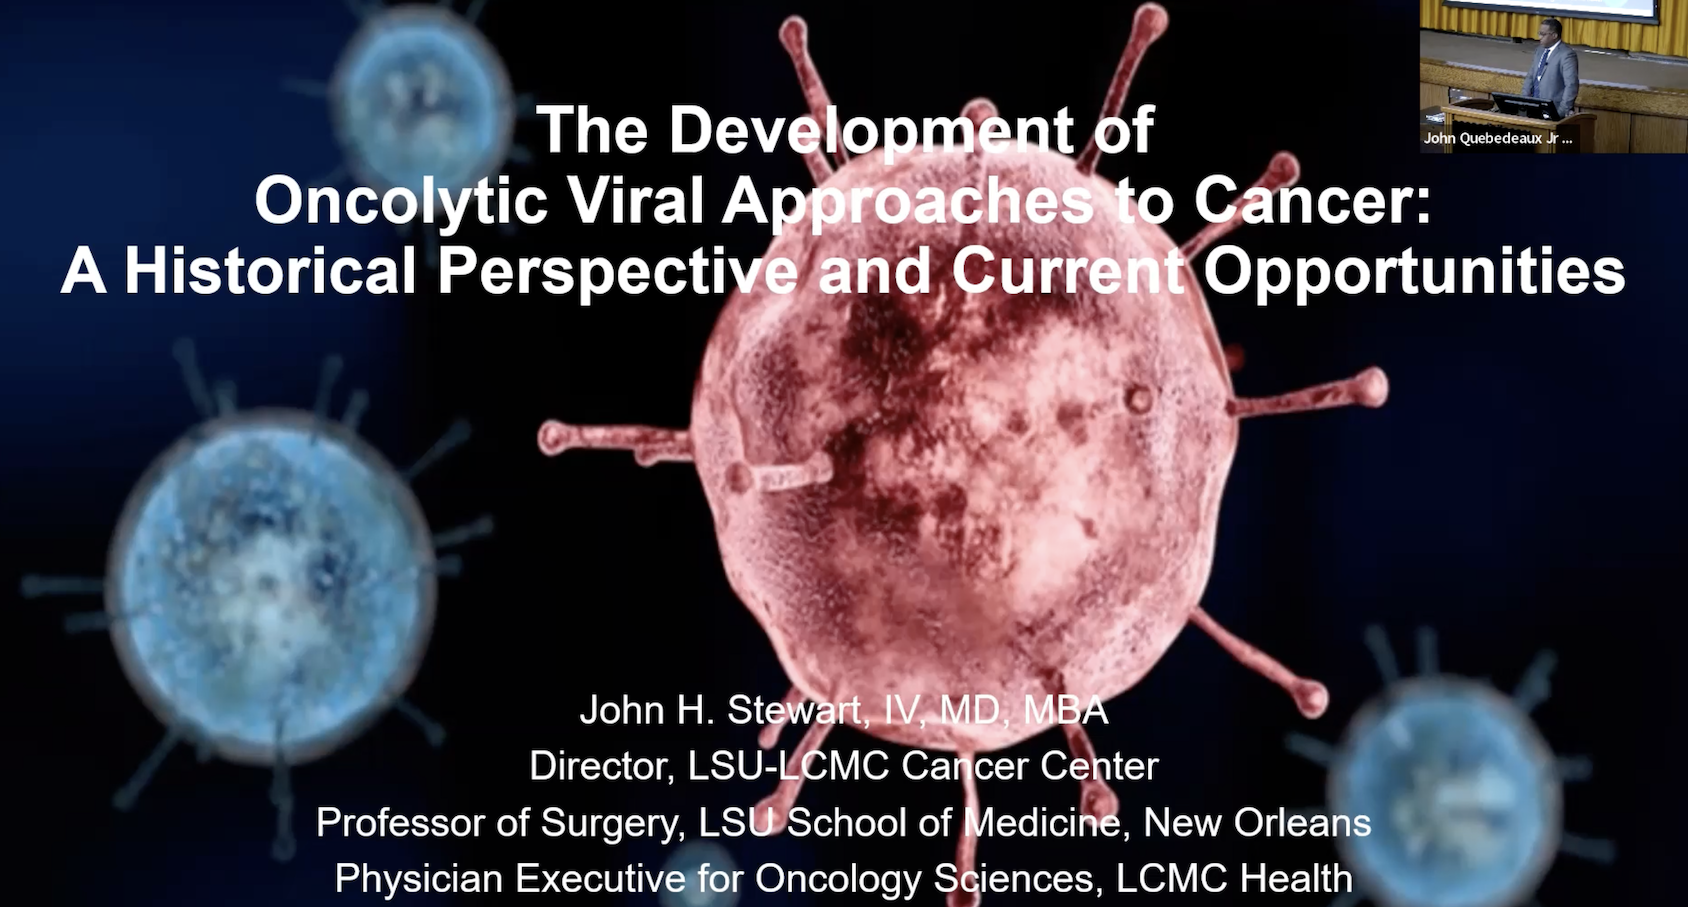 The Development of
Oncolytic Viral Approaches to Cancer:
A Historical Perspective and Current Opportunities
John Quebedeaux Jr ...
John H. Stewart, IV, MD, MBA
Director, LSU-LCMC Cancer Center
Professor of Surgery, LSU School of Medicine, New Orleans
Physician Executive for Oncology Sciences, LCMC Health